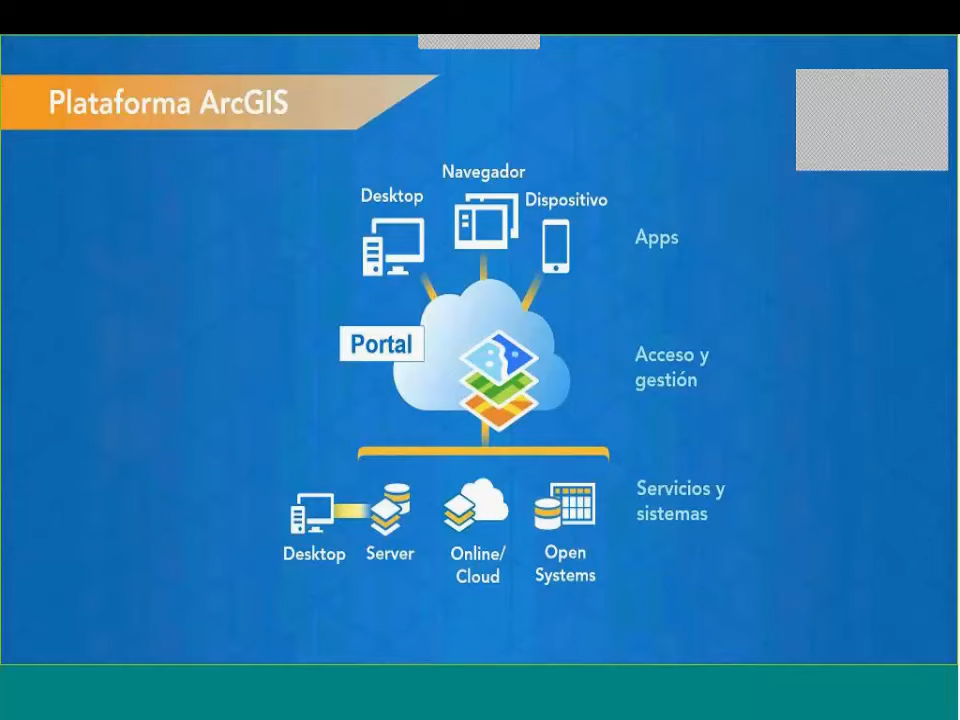 Plataforma ArcGIS
Navegador
Desktop
Dispositivo
Apps
Portal
Acceso y
gestión
Servicios y
sistemas
Desktop
Server
Online/
Cloud
Open
Systems